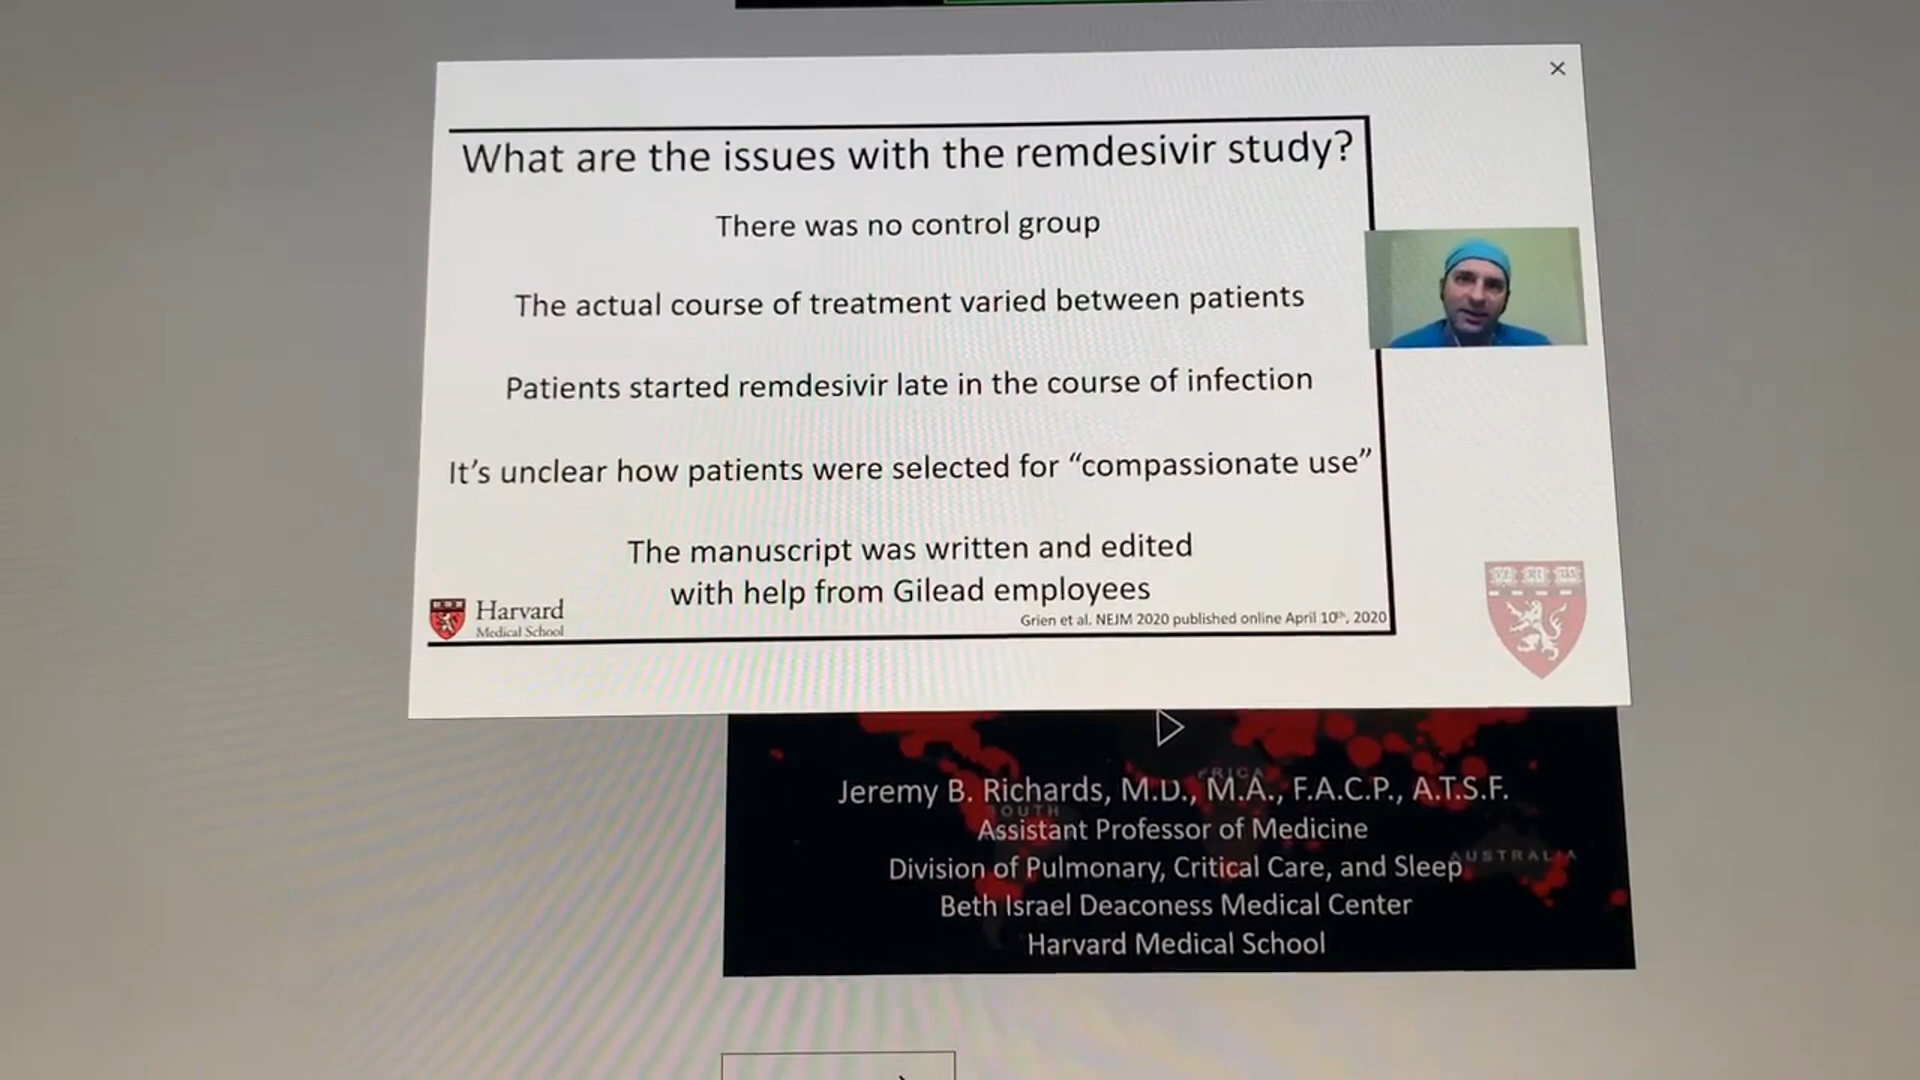 What are the issues with the remdesivir study?
There was no control group
The actual course of treatment varied between patients
Patients started remdesivir late in the course of infection
It’s unclear how patients were selected for “compassionate use”
The manuscript was written and edited
with help from Gilead employees
Harvard
Medical School
Grien et al. NEJM 2020 published online April 10th, 2020
Jeremy B. Richards, M.D., M.A., F.A.C.P., A.T.S.F.
Assistant Professor of Medicine
Division of Pulmonary, Critical Care, and Sleep
AUSTRALIA
Beth Israel Deaconess Medical Center
Harvard Medical School